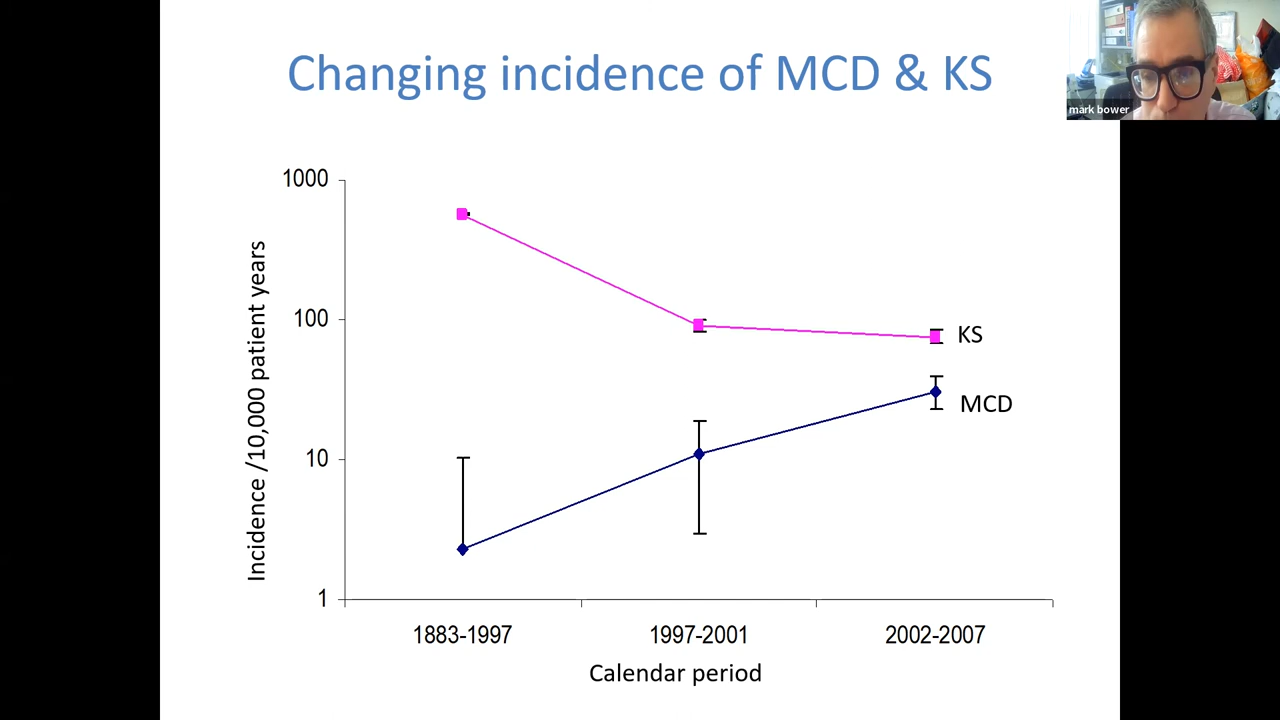 Changing incidence of MCD & KS
mark bower
1000
100
10
1
Incidence /10,000 patient years
KS
MCD
1883-1997
1997-2001
2002-2007
Calendar period